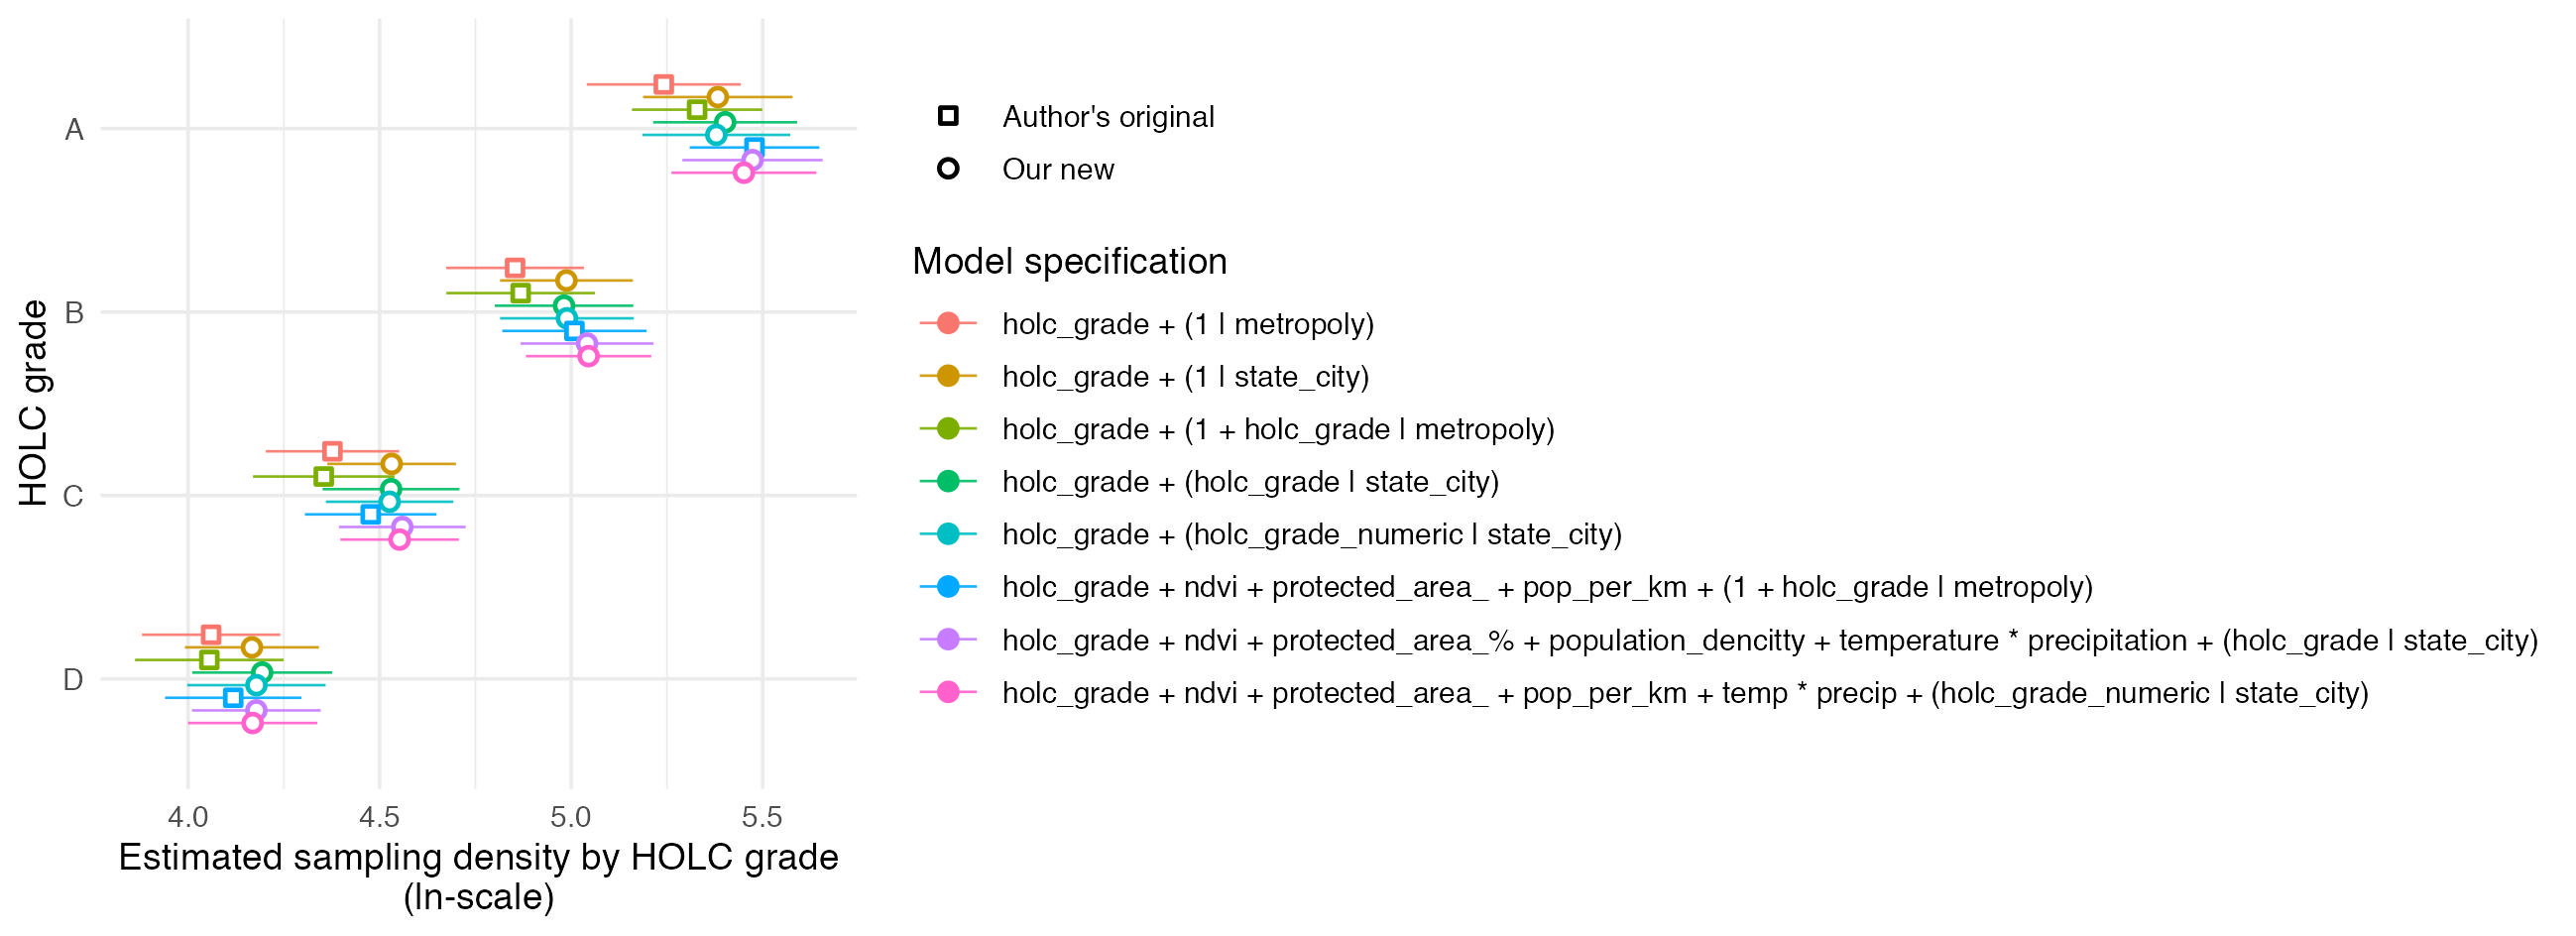 HOLC grade
A
B
C
D
4.0 4.5 5.0 5.5
Estimated sampling density by HOLC grade
(ln-scale)
Author's original
Our new
Model specification
holc_grade + (1 | metropoly)
holc_grade + (1 | state_city)
holc_grade + (1 + holc_grade | metropoly)
holc_grade + (holc_grade | state_city)
holc_grade + (holc_grade_numeric | state_city)
holc_grade + ndvi + protected_area_ + pop_per_km + (1 + holc_grade | metropoly)
holc_grade + ndvi + protected_area_% + population_dencitty + temperature * precipitation + (holc_grade | state_city)
holc_grade + ndvi + protected_area_ + pop_per_km + temp * precip + (holc_grade_numeric | state_city)